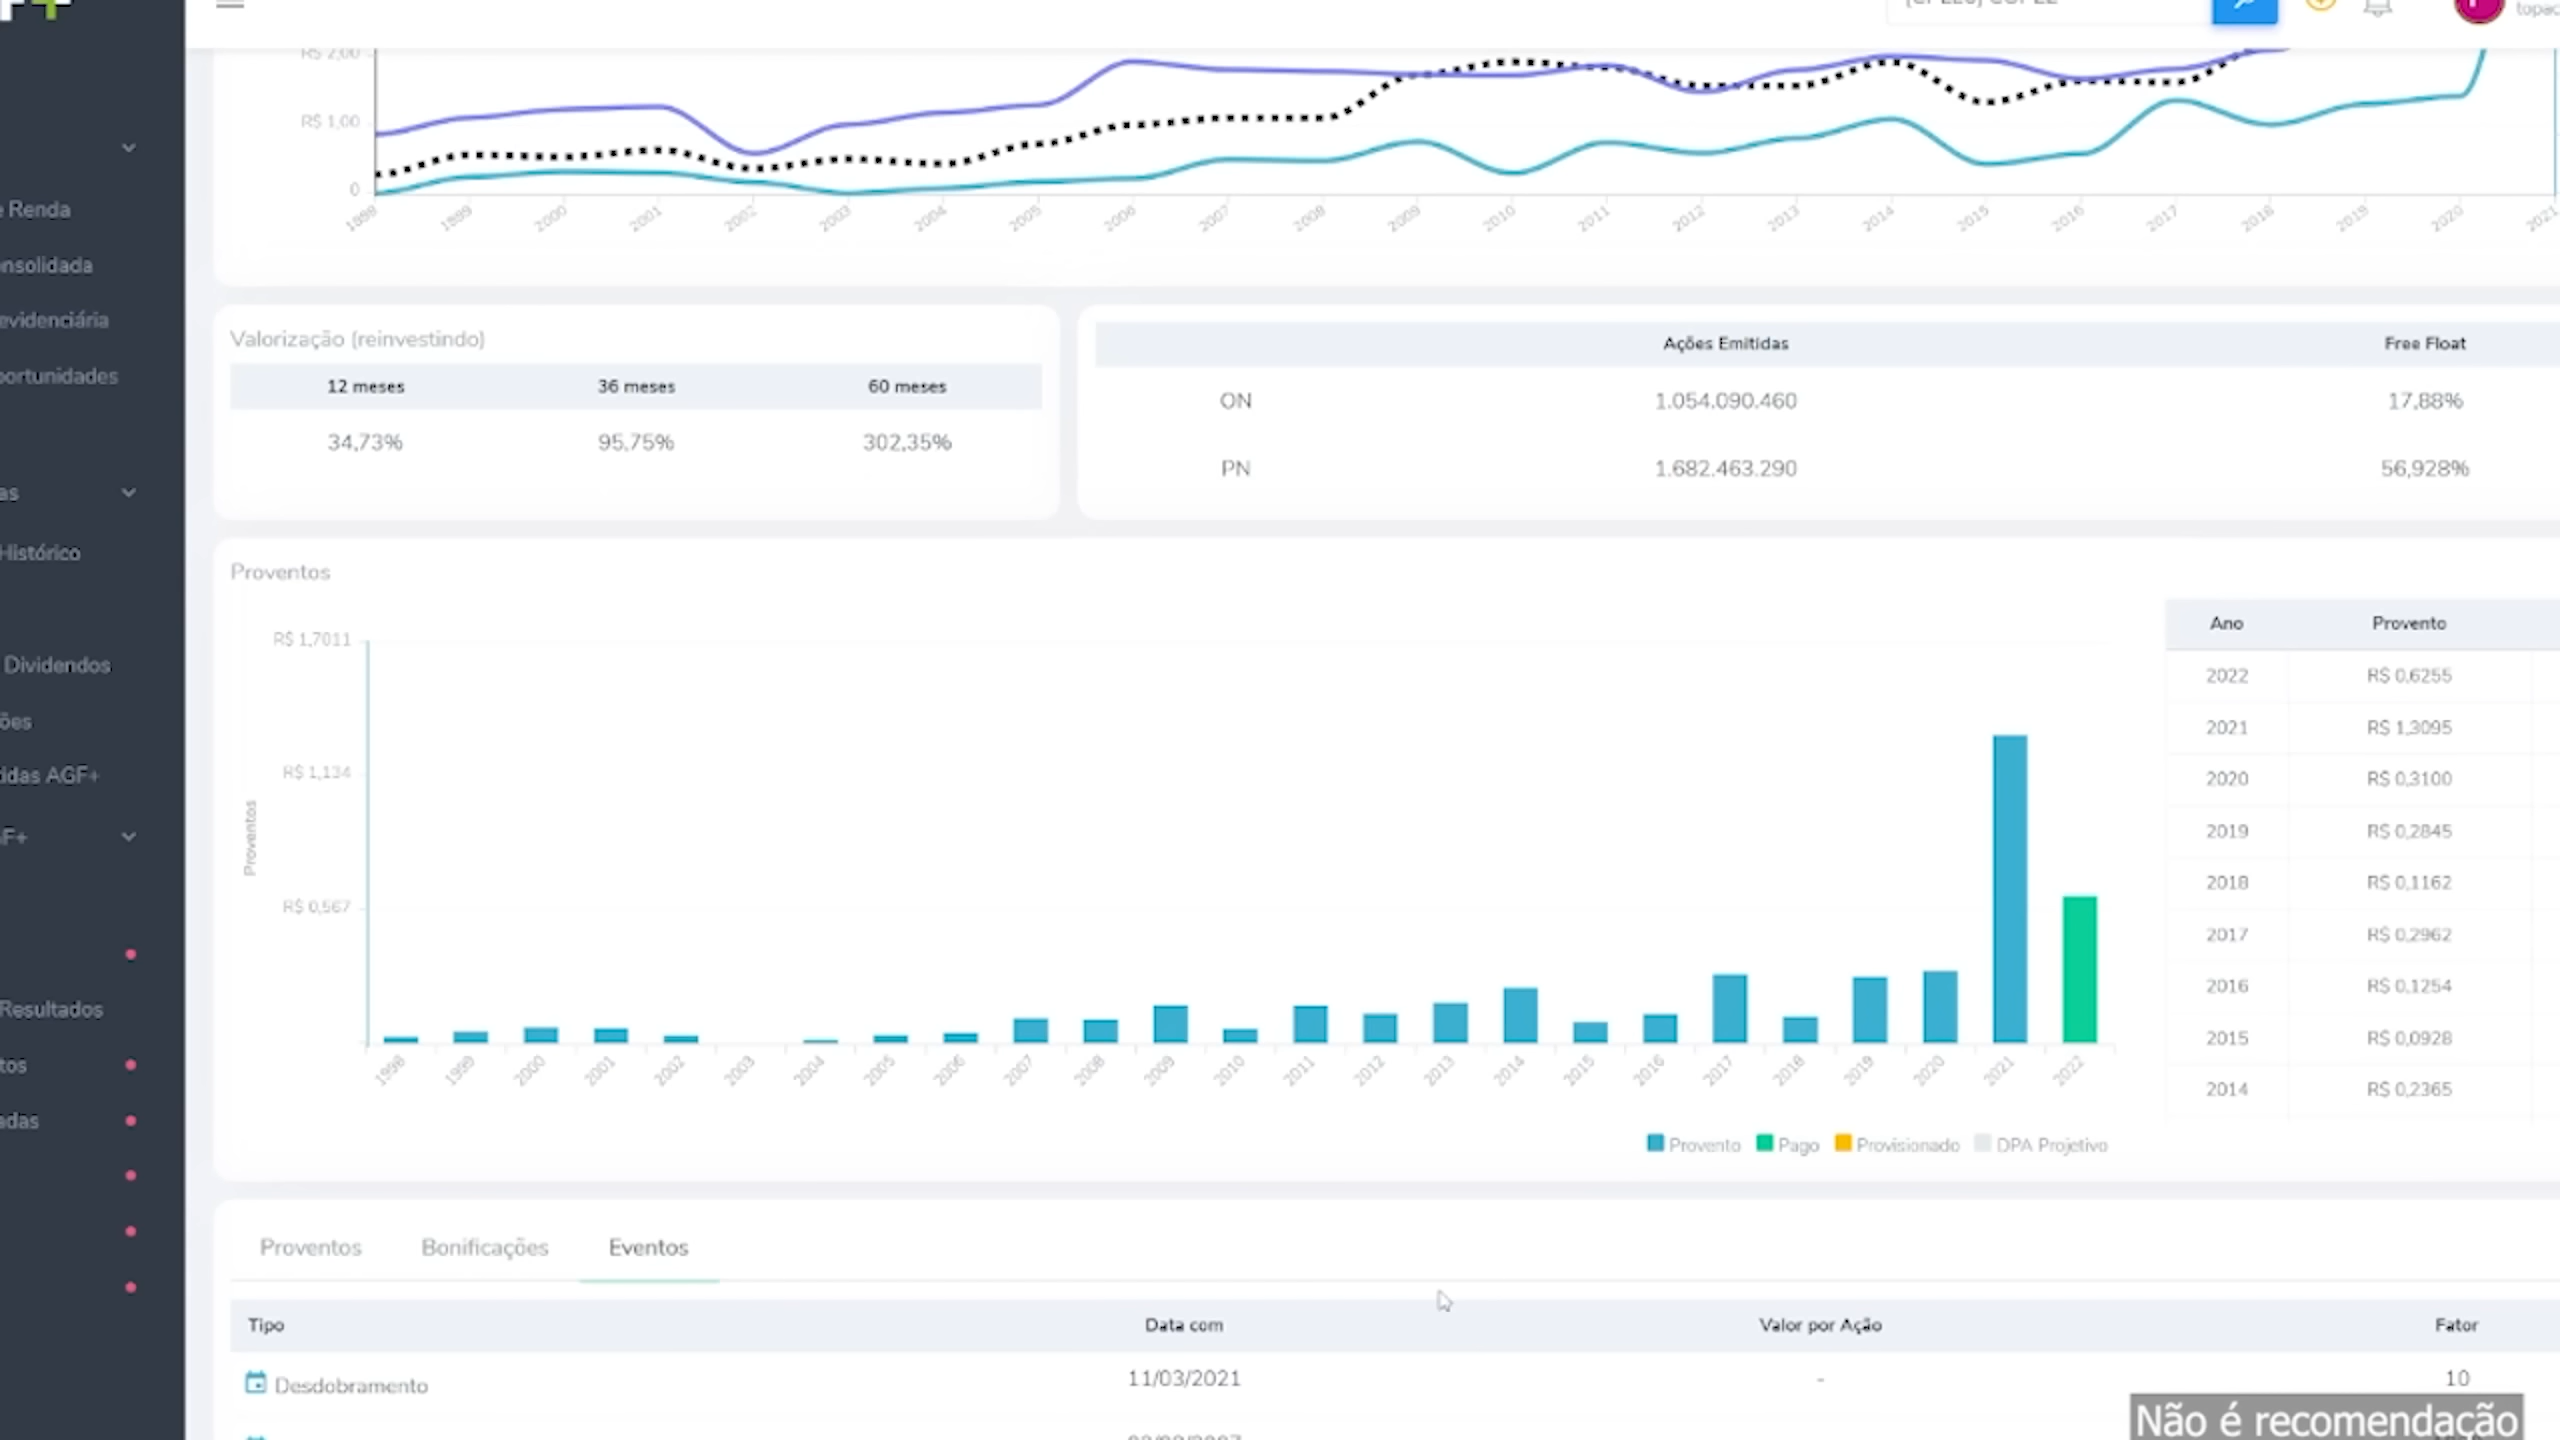 F+
topac
e Renda
onsolidada
evidenciária
portunidades
as
Histórico
Dividendos
ões
tidas AGF+
GF+
Resultados
tos
adas
R$ 2,00
R$ 1,00
0
1998 1999 2000 2001 2002 2003 2004 2005 2006 2007 2008 2009 2010 2011 2012 2013 2014 2015 2016 2017 2018 2019 2020 2021
Valorização (reinvestindo)
12 meses 36 meses 60 meses
34,73% 95,75% 302,35%
Ações Emitidas Free Float
ON 1.054.090.460 17,88%
PN 1.682.463.290 56,928%
Proventos
R$ 1,7011
R$ 1,134
R$ 0,567
Proventos
1998 1999 2000 2001 2002 2003 2004 2005 2006 2007 2008 2009 2010 2011 2012 2013 2014 2015 2016 2017 2018 2019 2020 2021 2022
Provento Pago Provisionado DPA Projetivo
Ano Provento
2022 R$ 0,6255
2021 R$ 1,3095
2020 R$ 0,3100
2019 R$ 0,2845
2018 R$ 0,1162
2017 R$ 0,2962
2016 R$ 0,1254
2015 R$ 0,0928
2014 R$ 0,2365
Proventos Bonificações Eventos
Tipo Data com Valor por Ação Fator
Desdobramento 11/03/2021 - 10
Não é recomendação